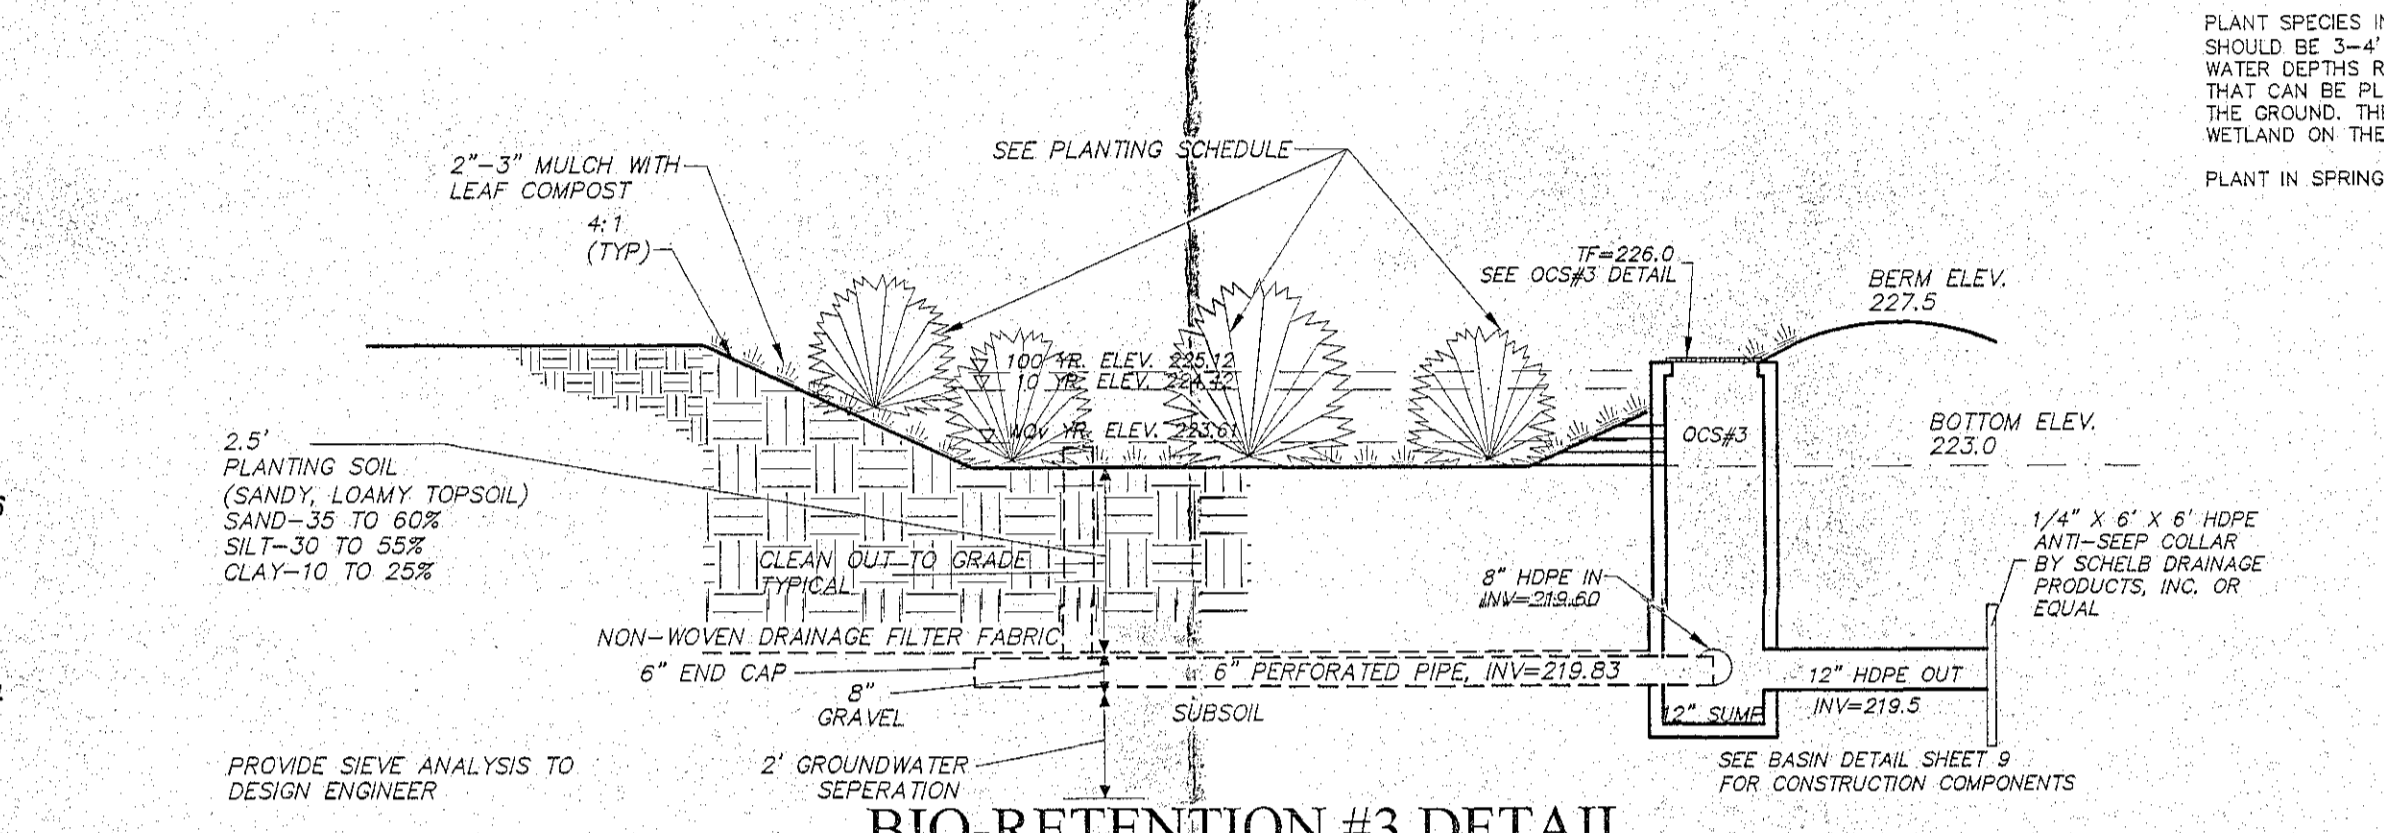 PLANT SPECIES
SHOULD BE 3-4'
WATER DEPTHS
THAT CAN BE
THE GROUND.
WETLAND ON THE
PLANT IN SPRING
2"-3" MULCH WITH
LEAF COMPOST
4:1
(TYP)
SEE PLANTING SCHEDULE
TF=226.0
SEE OCS#3 DETAIL
BERM ELEV.
227.5
100 YR. ELEV. 225.12
10 YR. ELEV.
YR. ELEV. 223.61
OCS#3
BOTTOM ELEV.
223.0
2.5'
PLANTING SOIL
(SANDY, LOAMY TOPSOIL)
SAND-35 TO 60%
SILT-30 TO 55%
CLAY-10 TO 25%
CLEAN OUT TO GRADE
TYPICAL
1/4" X 6' X 6' HDPE
ANTI-SEEP COLLAR
BY SCHELB DRAINAGE
PRODUCTS, INC. OR
EQUAL
8" HDPE IN
INV=219.60
NON-WOVEN DRAINAGE FILTER FABRIC
6" END CAP
8"
GRAVEL
6" PERFORATED PIPE, INV=219.83
SUBSOIL
12" HDPE OUT
INV=219.5
12" SUMP
PROVIDE SIEVE ANALYSIS TO
DESIGN ENGINEER
2' GROUNDWATER
SEPERATION
SEE BASIN DETAIL SHEET 9
FOR CONSTRUCTION COMPONENTS
BIO-RETENTION #3 DETAIL